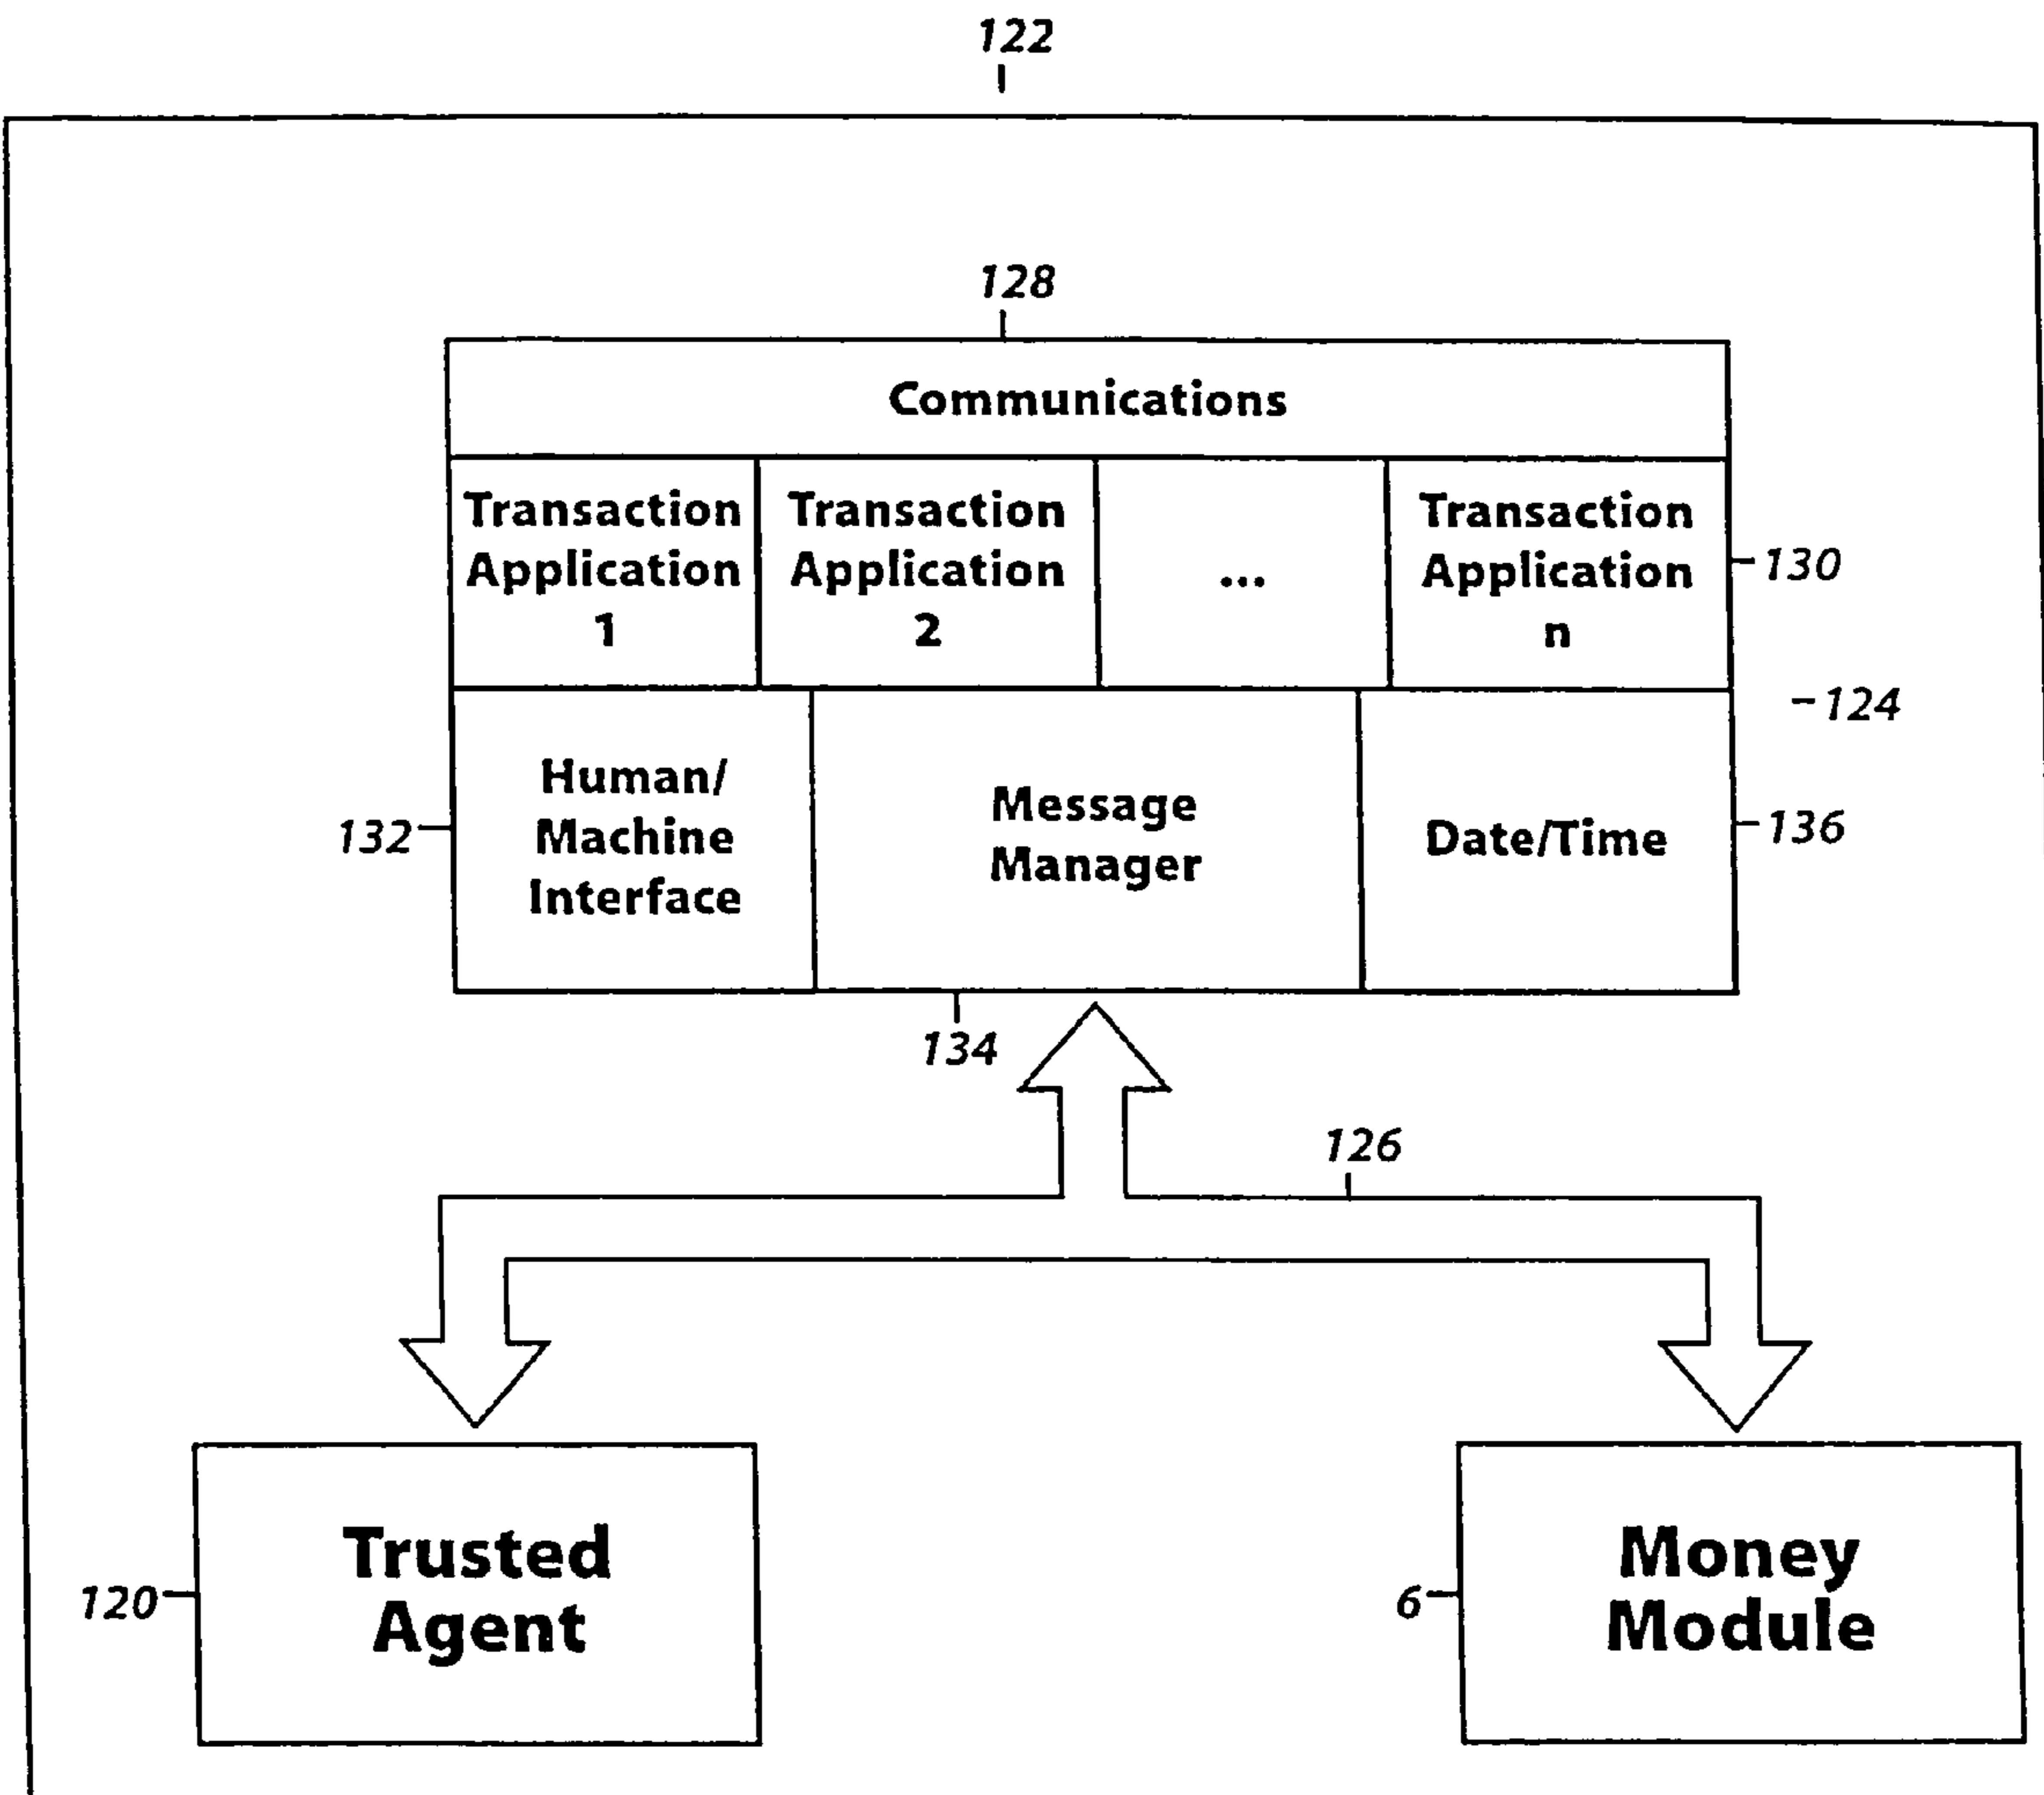 122
128
Communications
Transaction
Application
1
Transaction
Application
2
...
Transaction
Application
n
130
124
Human/
Machine
Interface
132
Message
Manager
Date/Time
136
134
126
Trusted
Agent
120
Money
Module
6